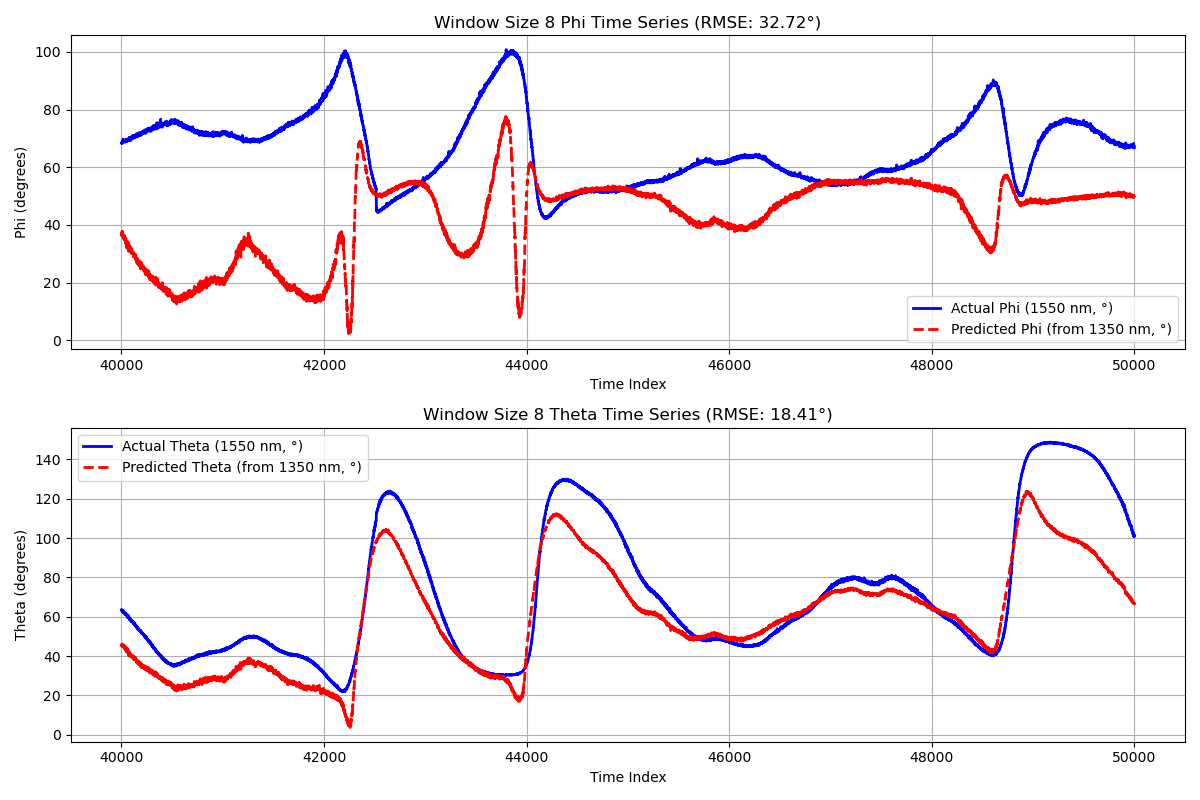 Window Size 8 Phi Time Series (RMSE: 32.72°)
Phi (degrees)
100
80
60
40
20
0
Actual Phi (1550 nm, °)
Predicted Phi (from 1350 nm, °)
40000 42000 44000 46000 48000 50000
Time Index
Window Size 8 Theta Time Series (RMSE: 18.41°)
Theta (degrees)
Actual Theta (1550 nm, °)
Predicted Theta (from 1350 nm, °)
140
120
100
80
60
40
20
0
40000 42000 44000 46000 48000 50000
Time Index